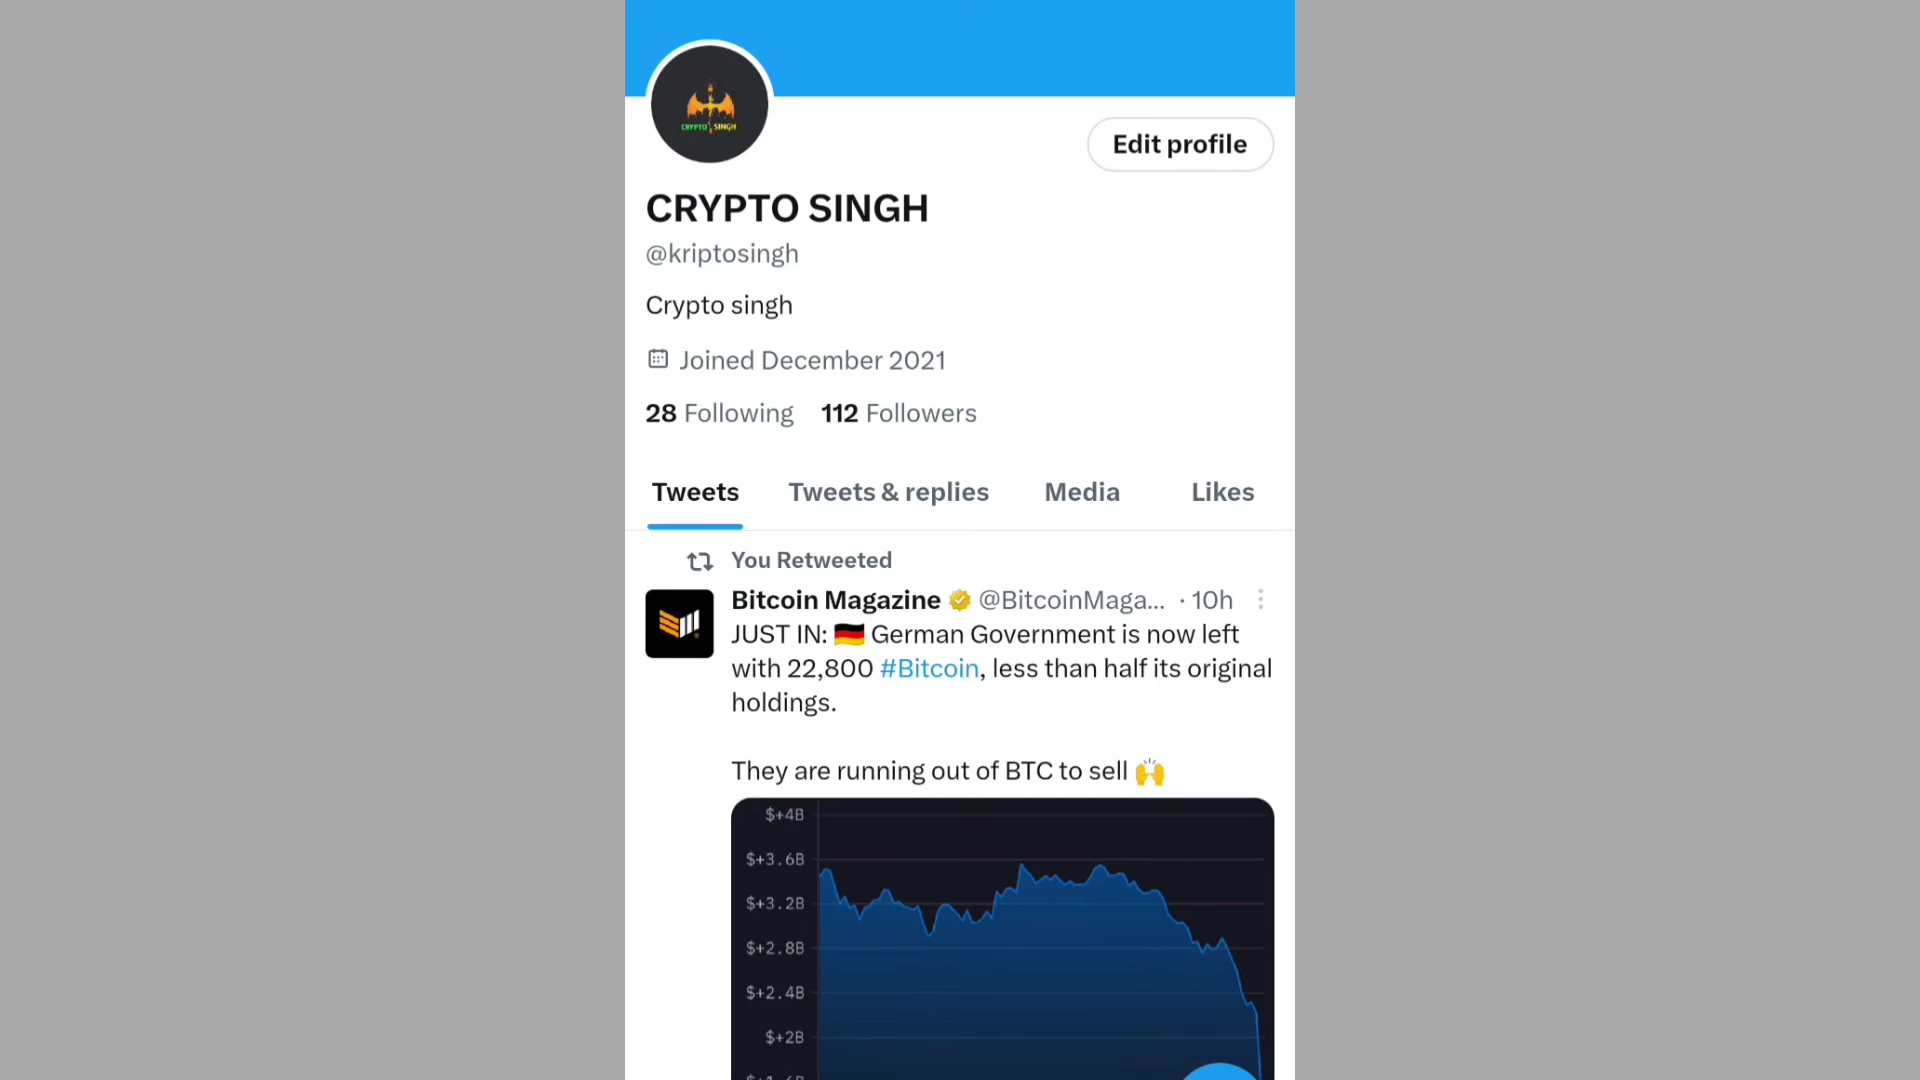 CRYPTO SINGH
Edit profile
CRYPTO SINGH
@kriptosingh
Crypto singh
Joined December 2021
28 Following 112 Followers
Tweets Tweets & replies Media Likes
You Retweeted
Bitcoin Magazine @BitcoinMaga... · 10h
JUST IN: 🇩🇪 German Government is now left
with 22,800 #Bitcoin, less than half its original
holdings.
They are running out of BTC to sell 🙌
$+4B
$+3.6B
$+3.2B
$+2.8B
$+2.4B
$+2B